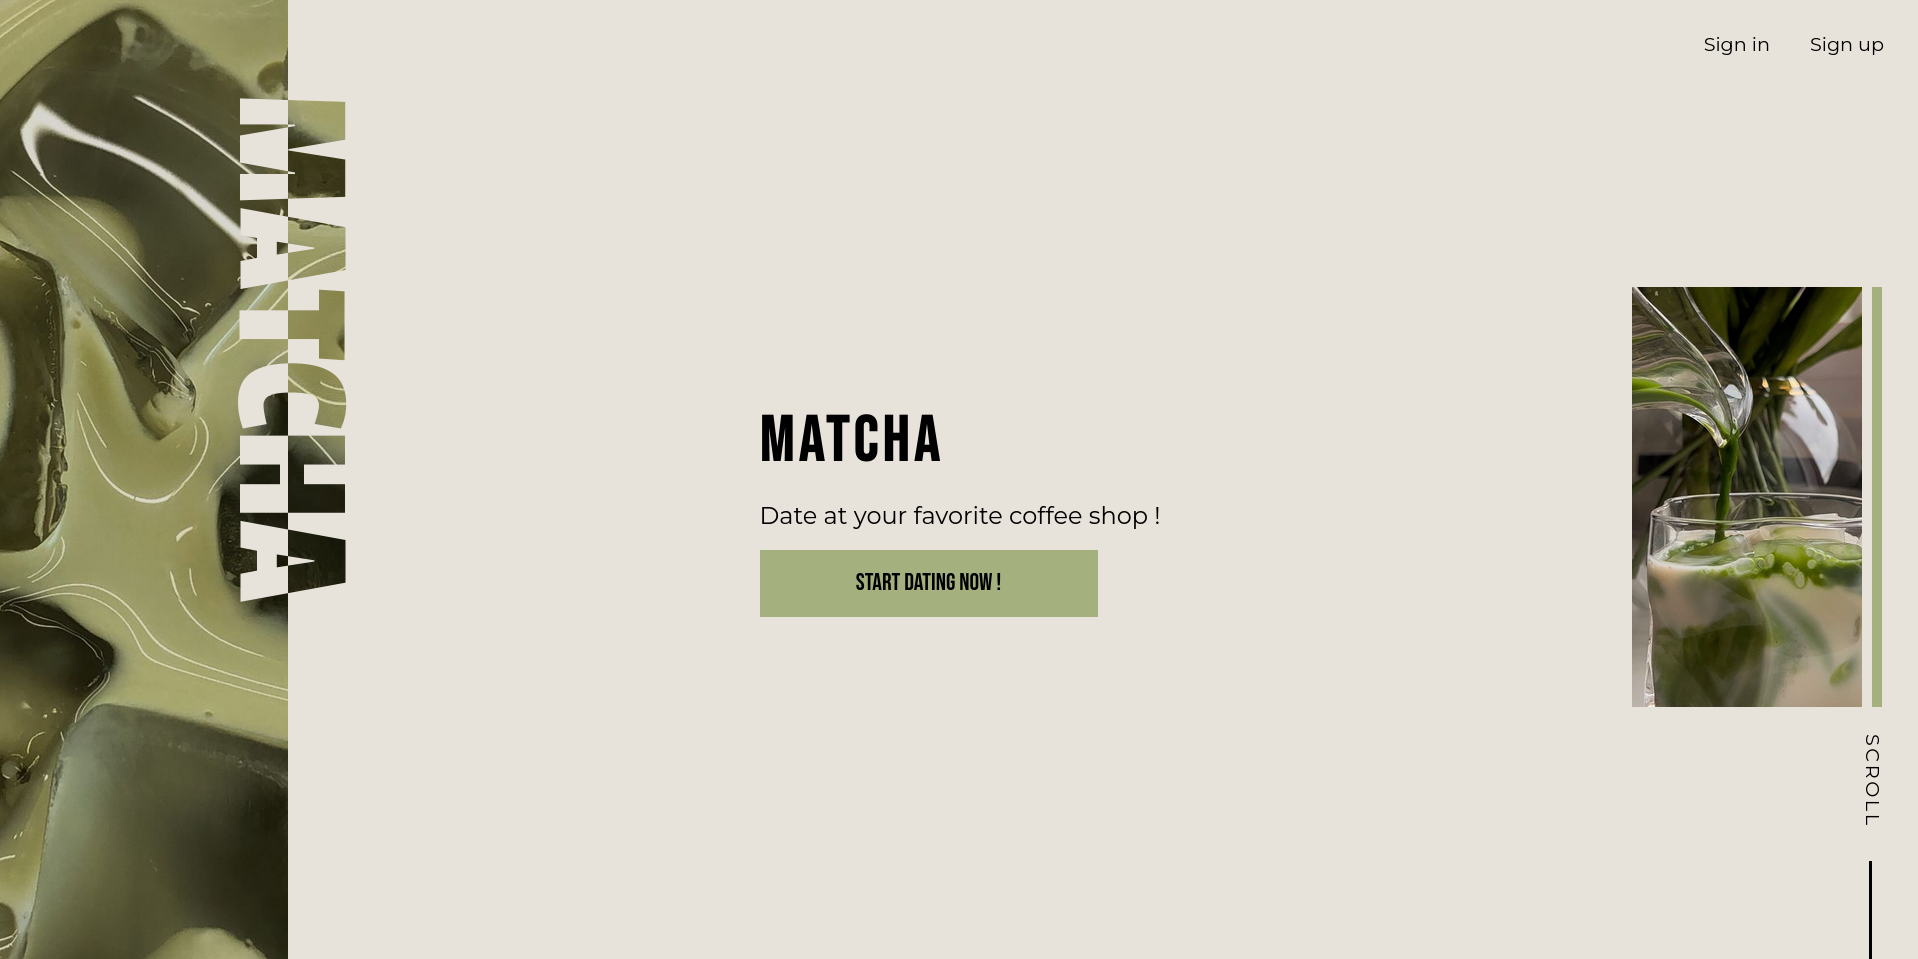 Sign in Sign up
MATCHA
MATCHA
Date at your favorite coffee shop !
START DATING NOW !
SCROLL